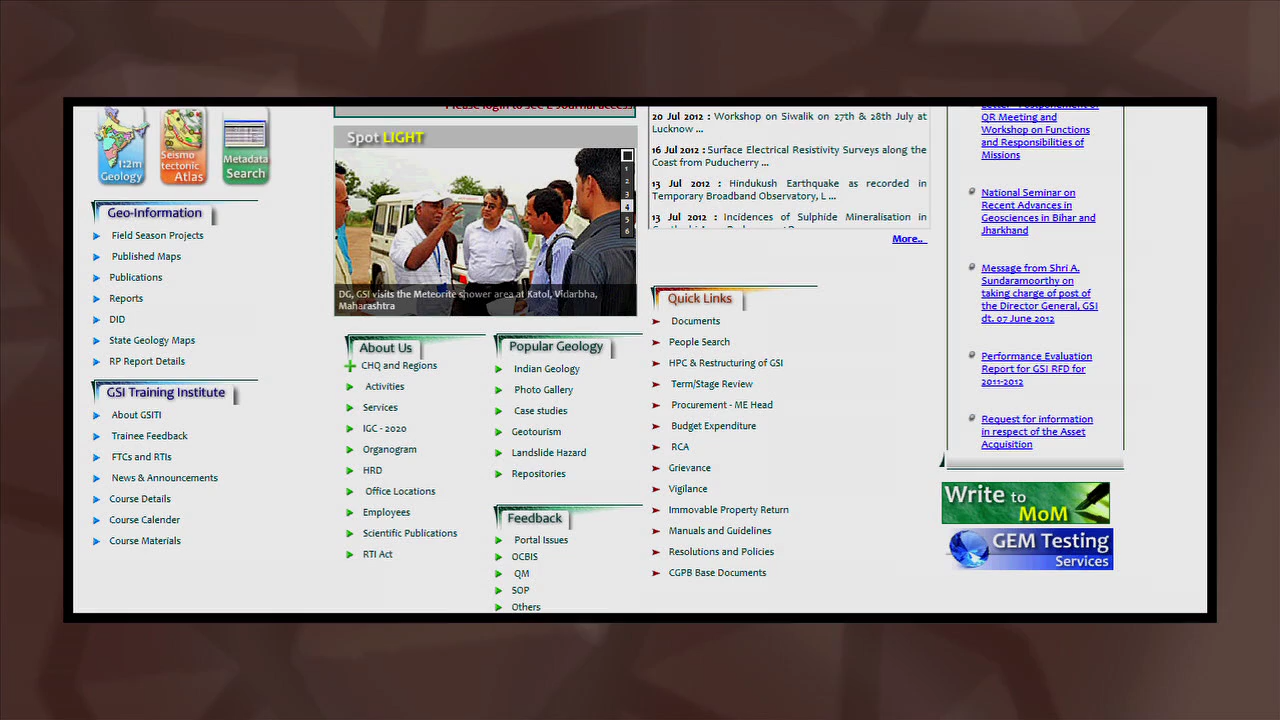 1:2m
Geology
Seismo
tectonic
Atlas
Metadata
Search
Geo-Information
Field Season Projects
Published Maps
Publications
Reports
DID
State Geology Maps
RP Report Details
GSI Training Institute
About GSITI
Trainee Feedback
FTCs and RTIs
News & Announcements
Course Details
Course Calender
Course Materials
Please login to see E-Journal access.
Spot LIGHT
1
2
3
4
5
6
DG, GSI visits the Meteorite shower area at Katol, Vidarbha,
Maharashtra
About Us
CHQ and Regions
Activities
Services
IGC - 2020
Organogram
HRD
Office Locations
Employees
Scientific Publications
RTI Act
Popular Geology
Indian Geology
Photo Gallery
Case studies
Geotourism
Landslide Hazard
Repositories
Feedback
Portal Issues
OCBIS
QM
SOP
Others
20 Jul 2012 : Workshop on Siwalik on 27th & 28th July at
Lucknow ...
16 Jul 2012 : Surface Electrical Resistivity Surveys along the
Coast from Puducherry ...
13 Jul 2012 : Hindukush Earthquake as recorded in
Temporary Broadband Observatory, L ...
13 Jul 2012 : Incidences of Sulphide Mineralisation in
More..
Quick Links
Documents
People Search
HPC & Restructuring of GSI
Term/Stage Review
Procurement - ME Head
Budget Expenditure
RCA
Grievance
Vigilance
Immovable Property Return
Manuals and Guidelines
Resolutions and Policies
CGPB Base Documents
Letter - Postponement of
QR Meeting and
Workshop on Functions
and Responsibilities of
Missions
National Seminar on
Recent Advances in
Geosciences in Bihar and
Jharkhand
Message from Shri A.
Sundaramoorthy on
taking charge of post of
the Director General, GSI
dt. 07 June 2012
Performance Evaluation
Report for GSI RFD for
2011-2012
Request for information
in respect of the Asset
Acquisition
Write to
MoM
GEM Testing
Services